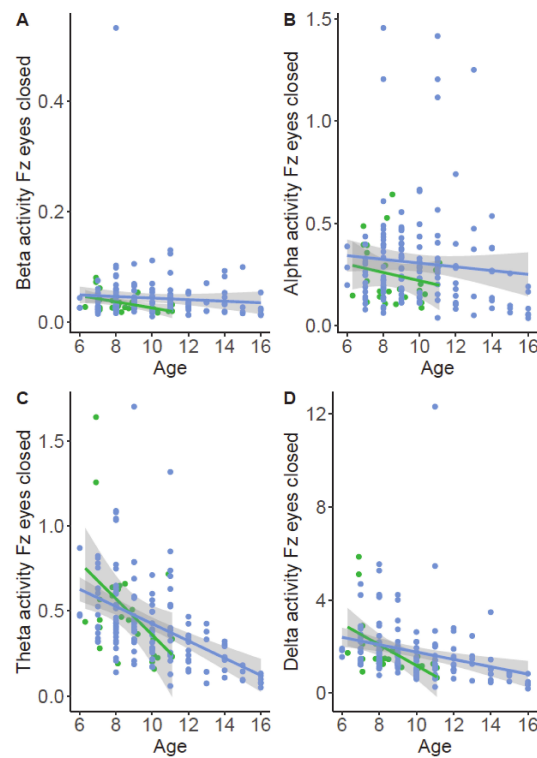 A
Beta activity Fz eyes closed
0.4
0.2
0.0
6 8 10 12 14 16
Age
B
Alpha activity Fz eyes closed
1.5
1.0
0.5
0.0
6 8 10 12 14 16
Age
C
Theta activity Fz eyes closed
1.5
1.0
0.5
0.0
6 8 10 12 14 16
Age
D
Delta activity Fz eyes closed
12
8
4
2
0
6 8 10 12 14 16
Age